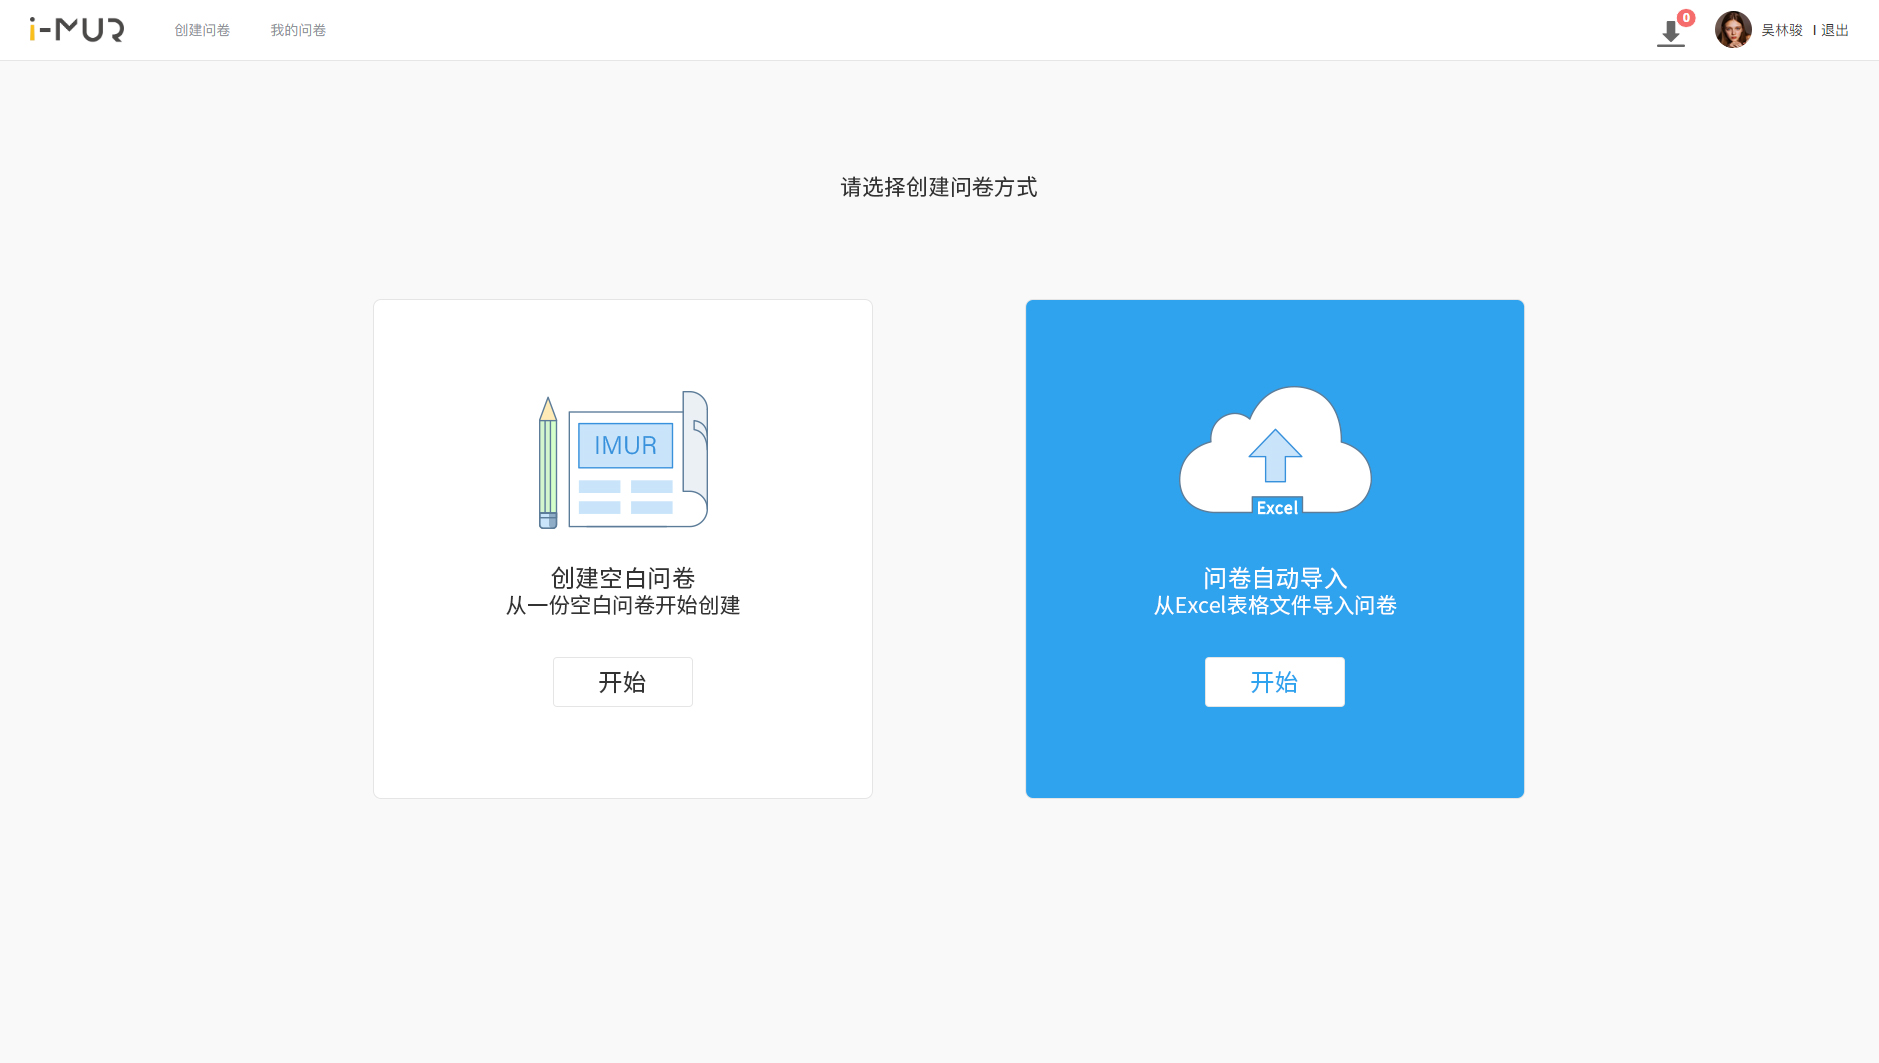 i-MUR
创建问卷
我的问卷
0
吴林骏 I 退出
请选择创建问卷方式
IMUR
创建空白问卷
从一份空白问卷开始创建
开始
Excel
问卷自动导入
从Excel表格文件导入问卷
开始